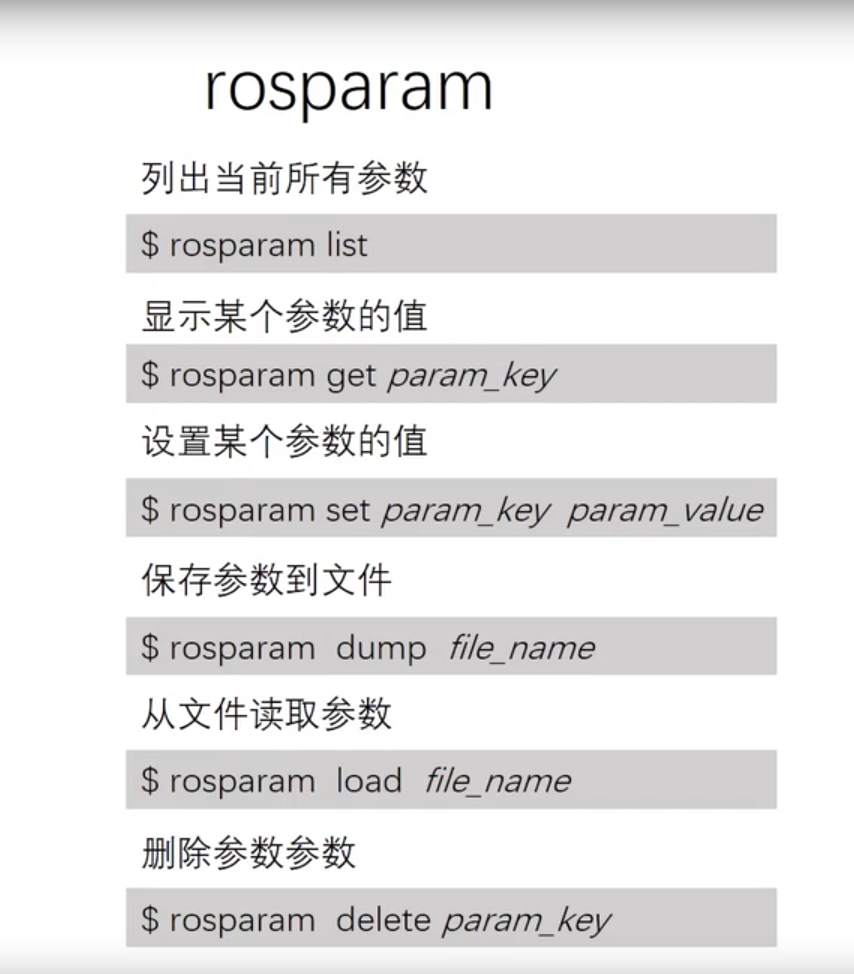 rosparam
列出当前所有参数
$ rosparam list
显示某个参数的值
$ rosparam get param_key
设置某个参数的值
$ rosparam set param_key param_value
保存参数到文件
$ rosparam dump file_name
从文件读取参数
$ rosparam load file_name
删除参数参数
$ rosparam delete param_key